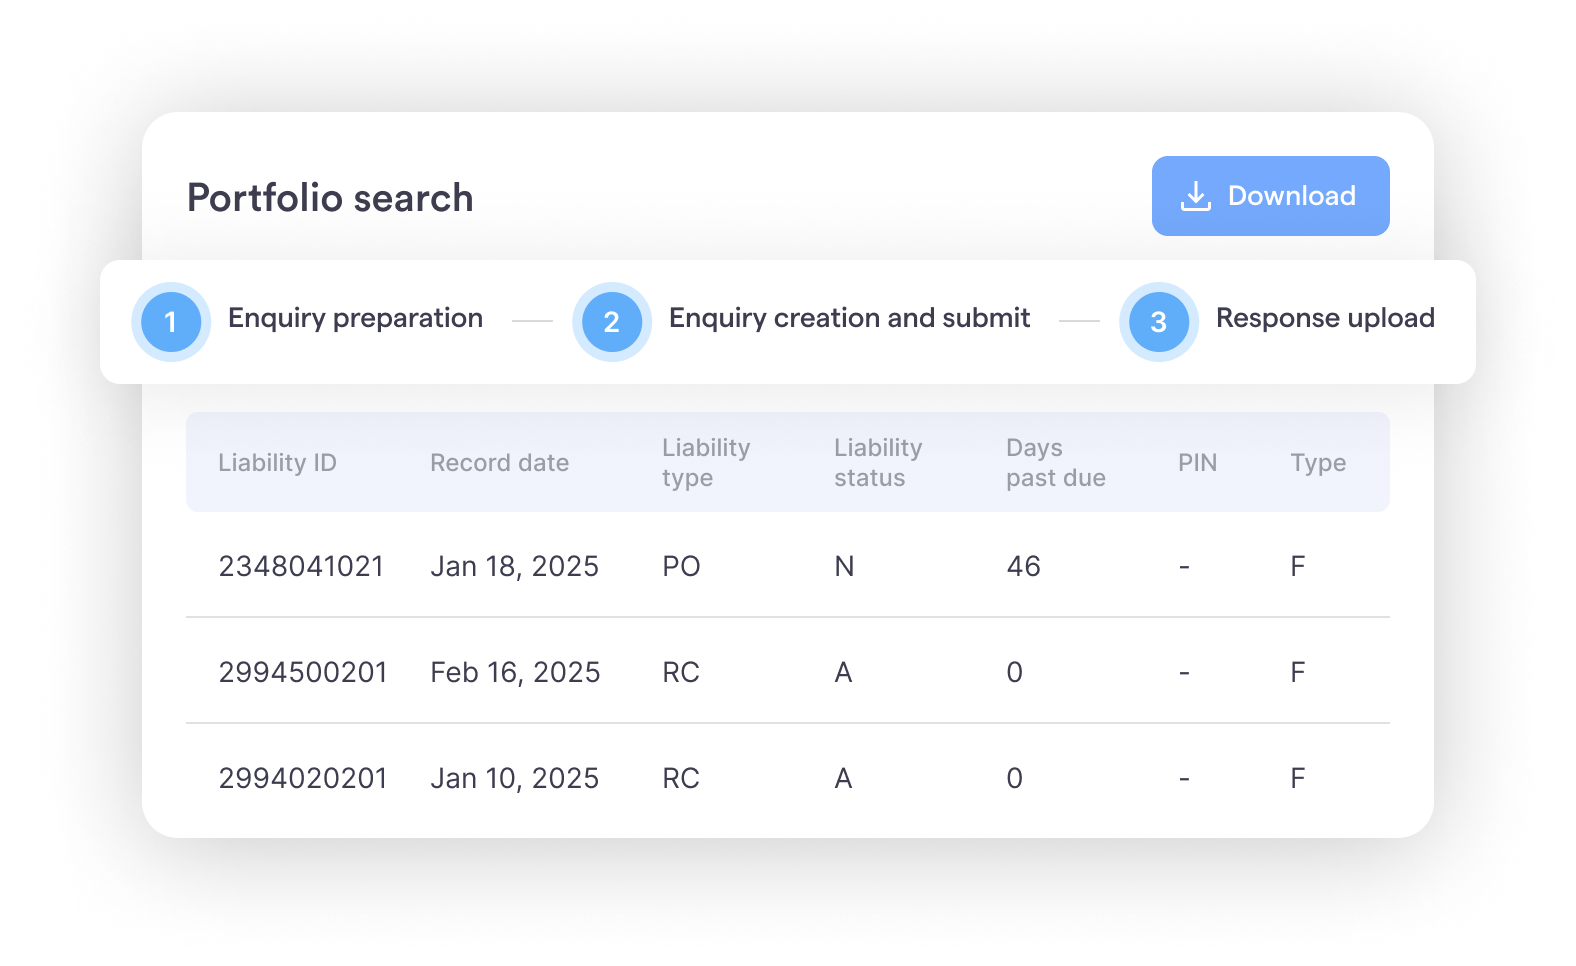 Portfolio search
Download
1 Enquiry preparation 2 Enquiry creation and submit 3 Response upload
Liability ID Record date Liability type Liability status Days past due PIN Type
2348041021 Jan 18, 2025 PO N 46 - F
2994500201 Feb 16, 2025 RC A 0 - F
2994020201 Jan 10, 2025 RC A 0 - F